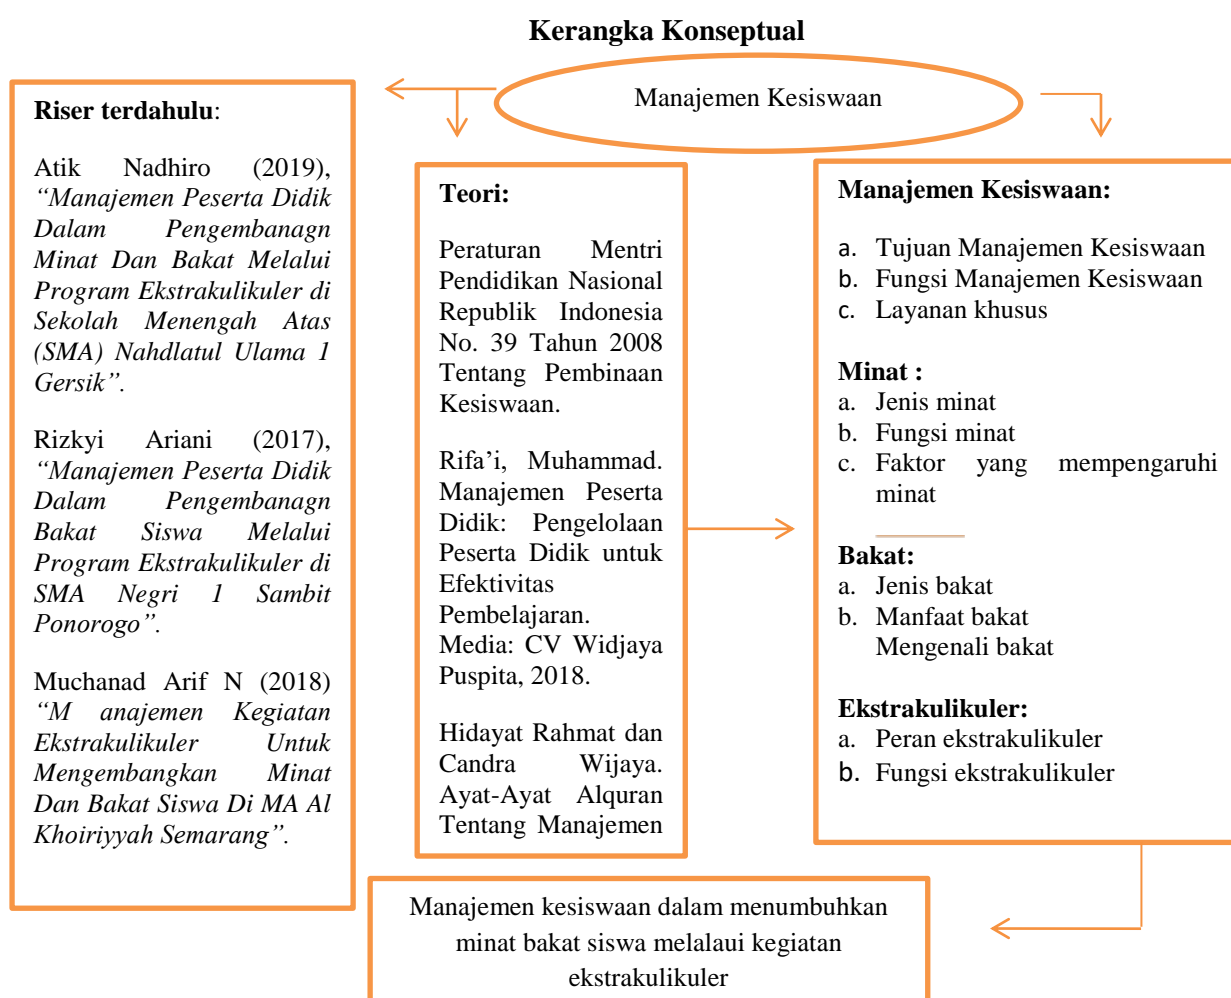 Kerangka Konseptual
Manajemen Kesiswaan
Riser terdahulu:
Atik Nadhiro (2019),
“Manajemen Peserta Didik
Dalam Pengembanagn
Minat Dan Bakat Melalui
Program Ekstrakulikuler di
Sekolah Menengah Atas
(SMA) Nahdlatul Ulama 1
Gersik”.
Rizkyi Ariani (2017),
“Manajemen Peserta Didik
Dalam Pengembanagn
Bakat Siswa Melalui
Program Ekstrakulikuler di
SMA Negri 1 Sambit
Ponorogo”.
Muchanad Arif N (2018)
“M anajemen Kegiatan
Ekstrakulikuler Untuk
Mengembangkan Minat
Dan Bakat Siswa Di MA Al
Khoiriyyah Semarang”.
Teori:
Peraturan Mentri
Pendidikan Nasional
Republik Indonesia
No. 39 Tahun 2008
Tentang Pembinaan
Kesiswaan.
Rifa’i, Muhammad.
Manajemen Peserta
Didik: Pengelolaan
Peserta Didik untuk
Efektivitas
Pembelajaran.
Media: CV Widjaya
Puspita, 2018.
Hidayat Rahmat dan
Candra Wijaya.
Ayat-Ayat Alquran
Tentang Manajemen
Manajemen Kesiswaan:
a. Tujuan Manajemen Kesiswaan
b. Fungsi Manajemen Kesiswaan
c. Layanan khusus
Minat :
a. Jenis minat
b. Fungsi minat
c. Faktor yang mempengaruhi
minat
Bakat:
a. Jenis bakat
b. Manfaat bakat
Mengenali bakat
Ekstrakulikuler:
a. Peran ekstrakulikuler
b. Fungsi ekstrakulikuler
Manajemen kesiswaan dalam menumbuhkan
minat bakat siswa melalaui kegiatan
ekstrakulikuler